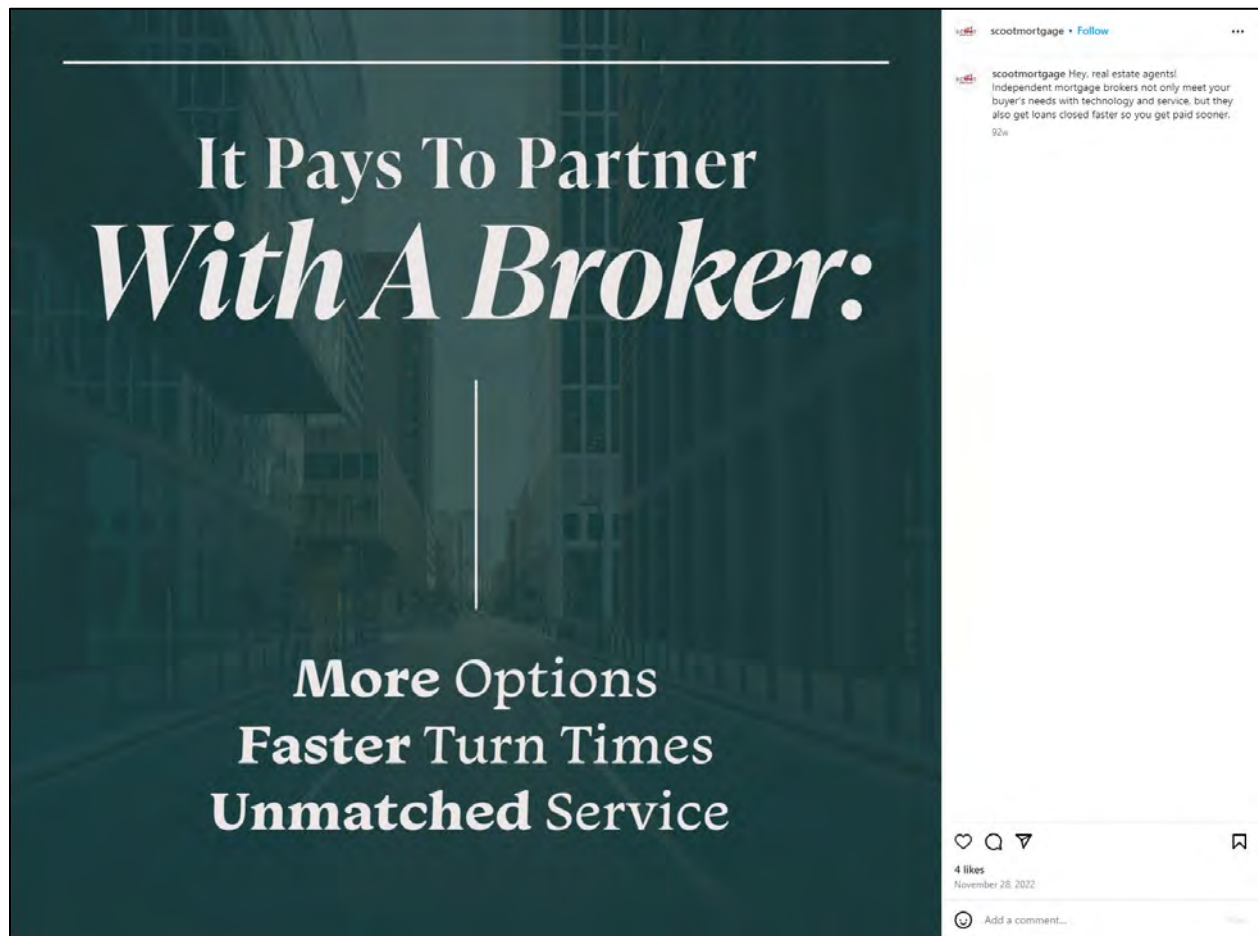 It Pays To Partner
With A Broker:
More Options
Faster Turn Times
Unmatched Service
scootmortgage • Follow
scootmortgage Hey, real estate agents!
Independent mortgage brokers not only meet your
buyer's needs with technology and service, but they
also get loans closed faster so you get paid sooner.
92w
4 likes
November 28, 2022
Add a comment...